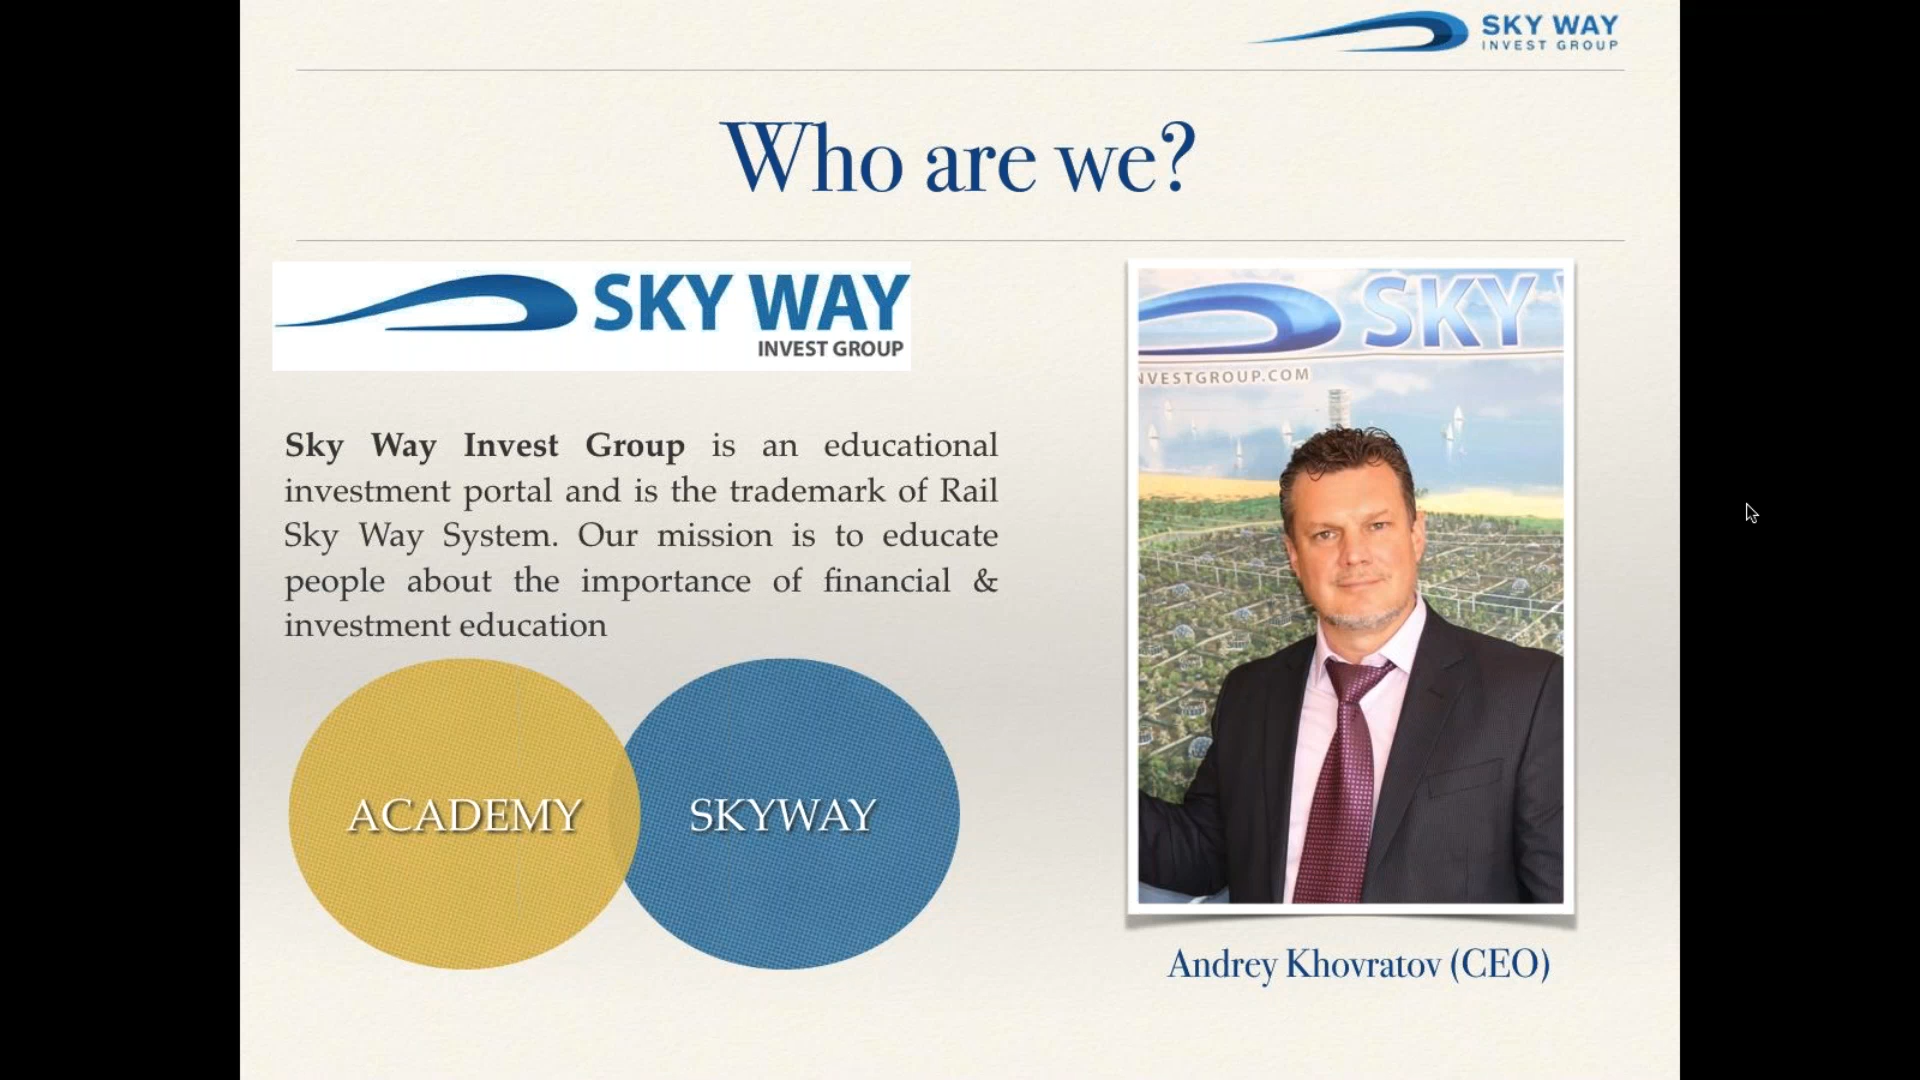 SKY WAY
INVEST GROUP
Who are we?
SKY WAY
INVEST GROUP
Sky Way Invest Group is an educational
investment portal and is the trademark of Rail
Sky Way System. Our mission is to educate
people about the importance of financial &
investment education
ACADEMY
SKYWAY
SKY
NVESTGROUP.COM
Andrey Khovratov (CEO)